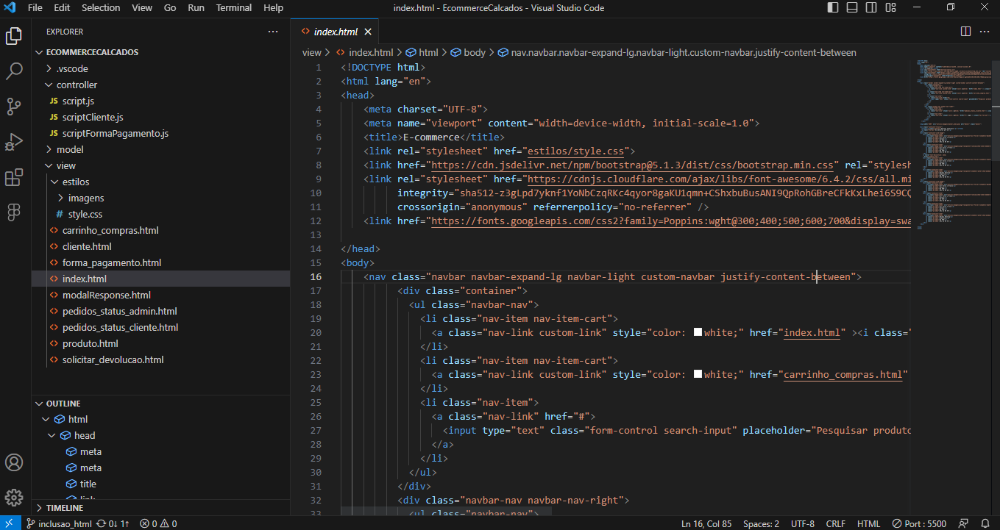 File Edit Selection View Go Run Terminal Help index.html - EcommerceCalcados - Visual Studio Code
EXPLORER
ECOMMERCECALCADOS
.vscode
controller
JS script.js
JS scriptCliente.js
JS scriptFormaPagamento.js
model
view
estilos
imagens
# style.css
carrinho_compras.html
cliente.html
forma_pagamento.html
index.html
modalResponse.html
pedidos_status_admin.html
pedidos_status_cliente.html
produto.html
solicitar_devolucao.html
OUTLINE
html
head
meta
meta
title
link
TIMELINE
index.html
view > index.html > html > body > nav.navbar.navbar-expand-lg.navbar-light.custom-navbar.justify-content-between
1 <!DOCTYPE html>
2 <html lang="en">
3 <head>
4 <meta charset="UTF-8">
5 <meta name="viewport" content="width=device-width, initial-scale=1.0">
6 <title>E-commerce</title>
7 <link rel="stylesheet" href="estilos/style.css">
8 <link href="https://cdn.jsdelivr.net/npm/bootstrap@5.1.3/dist/css/bootstrap.min.css" rel="stylesh
9 <link rel="stylesheet" href="https://cdnjs.cloudflare.com/ajax/libs/font-awesome/6.4.2/css/all.mi
10 integrity="sha512-z3gLpd7yknf1YoNbCzqRKc4qyor8gaKU1qmn+CShxbuBusANI9QpRohGBreCFkKxLhei6S9CQ
11 crossorigin="anonymous" referrerpolicy="no-referrer" />
12 <link href="https://fonts.googleapis.com/css2?family=Poppins:wght@300;400;500;600;700&display=swa
13
14 </head>
15 <body>
16 <nav class="navbar navbar-expand-lg navbar-light custom-navbar justify-content-between">
17 <div class="container">
18 <ul class="navbar-nav">
19 <li class="nav-item nav-item-cart">
20 <a class="nav-link custom-link" style="color: white;" href="index.html" ><i class="
21 </li>
22 <li class="nav-item nav-item-cart">
23 <a class="nav-link custom-link" style="color: white;" href="carrinho_compras.html"
24 </li>
25 <li class="nav-item">
26 <a class="nav-link" href="#">
27 <input type="text" class="form-control search-input" placeholder="Pesquisar produto
28 </a>
29 </li>
30 </ul>
31 </div>
32 <div class="navbar-nav navbar-nav-right">
33 <ul class="navbar-nav">
inclusao_html 0↓ 1↑ 0 0 Ln 16, Col 85 Spaces: 2 UTF-8 CRLF HTML Port : 5500